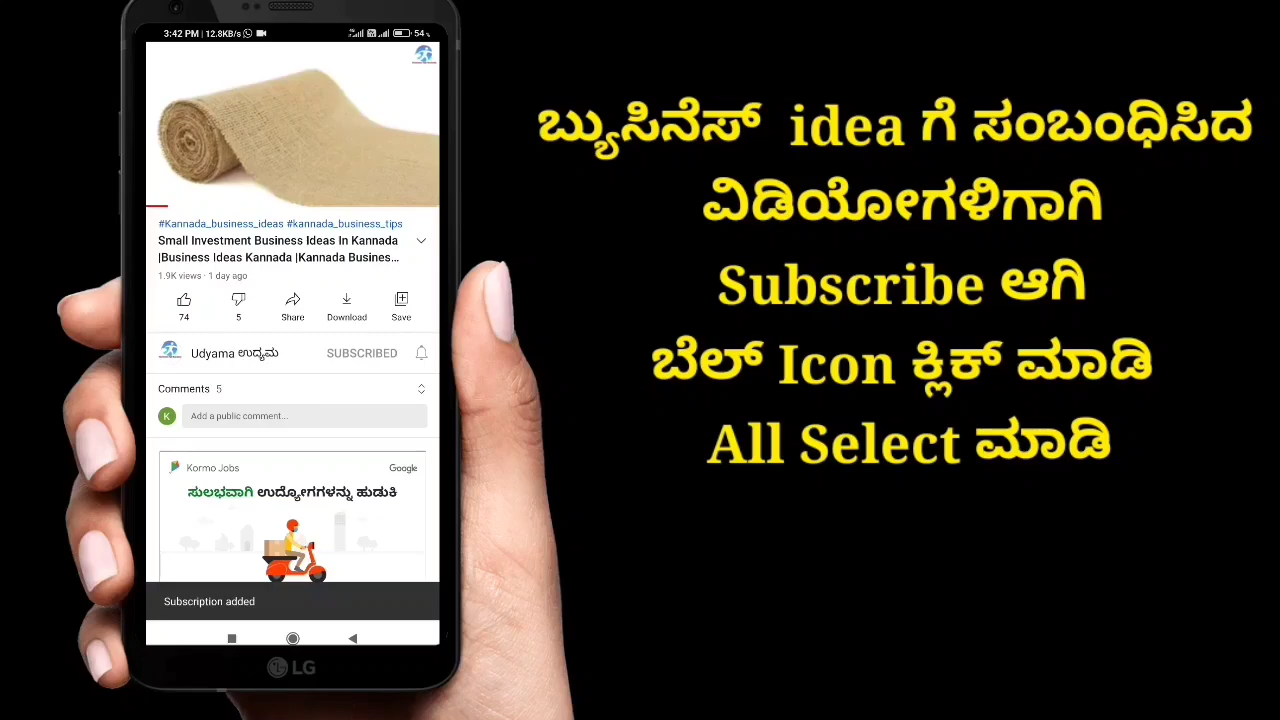 3:42 PM | 12.8KB/s
54
#Kannada_business_ideas #kannada_business_tips
Small Investment Business Ideas In Kannada
|Business Ideas Kannada |Kannada Busines...
1.9K views · 1 day ago
74
5
Share
Download
Save
Udyama ಉದ್ಯಮ
SUBSCRIBED
Comments 5
K
Add a public comment...
Kormo Jobs
Google
ಸುಲಭವಾಗಿ ಉದ್ಯೋಗಗಳನ್ನು ಹುಡುಕಿ
Subscription added
LG
ಬ್ಯುಸಿನೆಸ್ idea ಗೆ ಸಂಬಂಧಿಸಿದ
ವಿಡಿಯೋಗಳಿಗಾಗಿ
Subscribe ಆಗಿ
ಬೆಲ್ Icon ಕ್ಲಿಕ್ ಮಾಡಿ
All Select ಮಾಡಿ